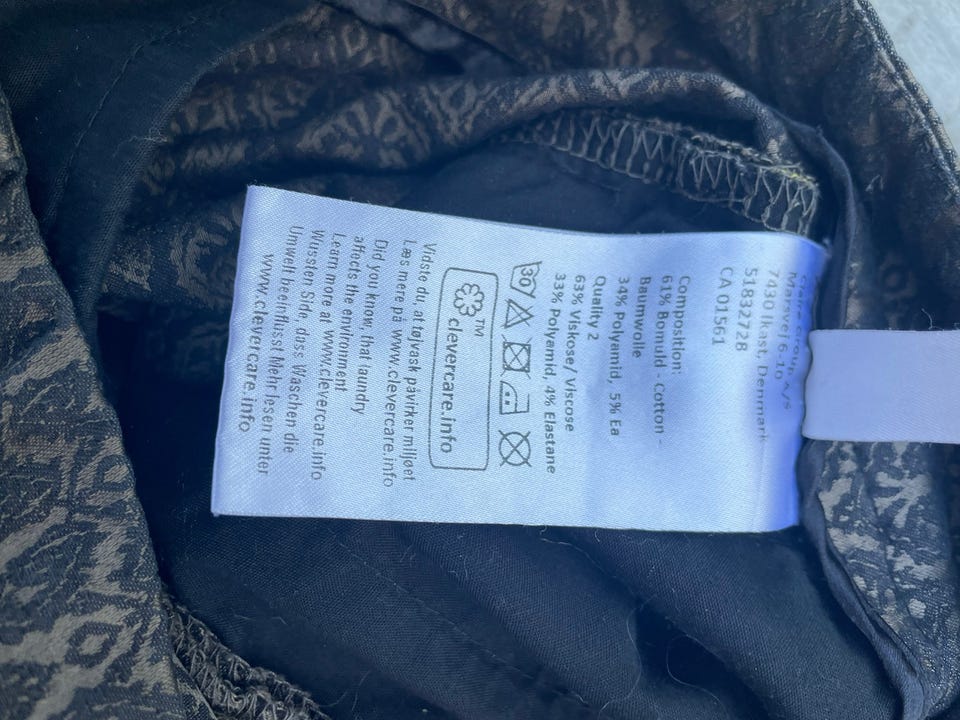 7430 Ikast, Denmark
5183272B
CA 01561
Composition:
61% Bomuld - Cotton -
Baumwolle
34% Polyamid, 5% Ea
Quality 2
63% Viskose/ Viscose
33% Polyamid, 4% Elastane
30
™
clevercare.info
Vidste du, at tøjvask påvirker miljøet
Læs mere på www.clevercare.info
Did you know, that laundry
affects the environment
Learn more at www.clevercare.info
Wussten Sie, dass Waschen die
Umwelt beeinflusst Mehr lesen unter
www.clevercare.info